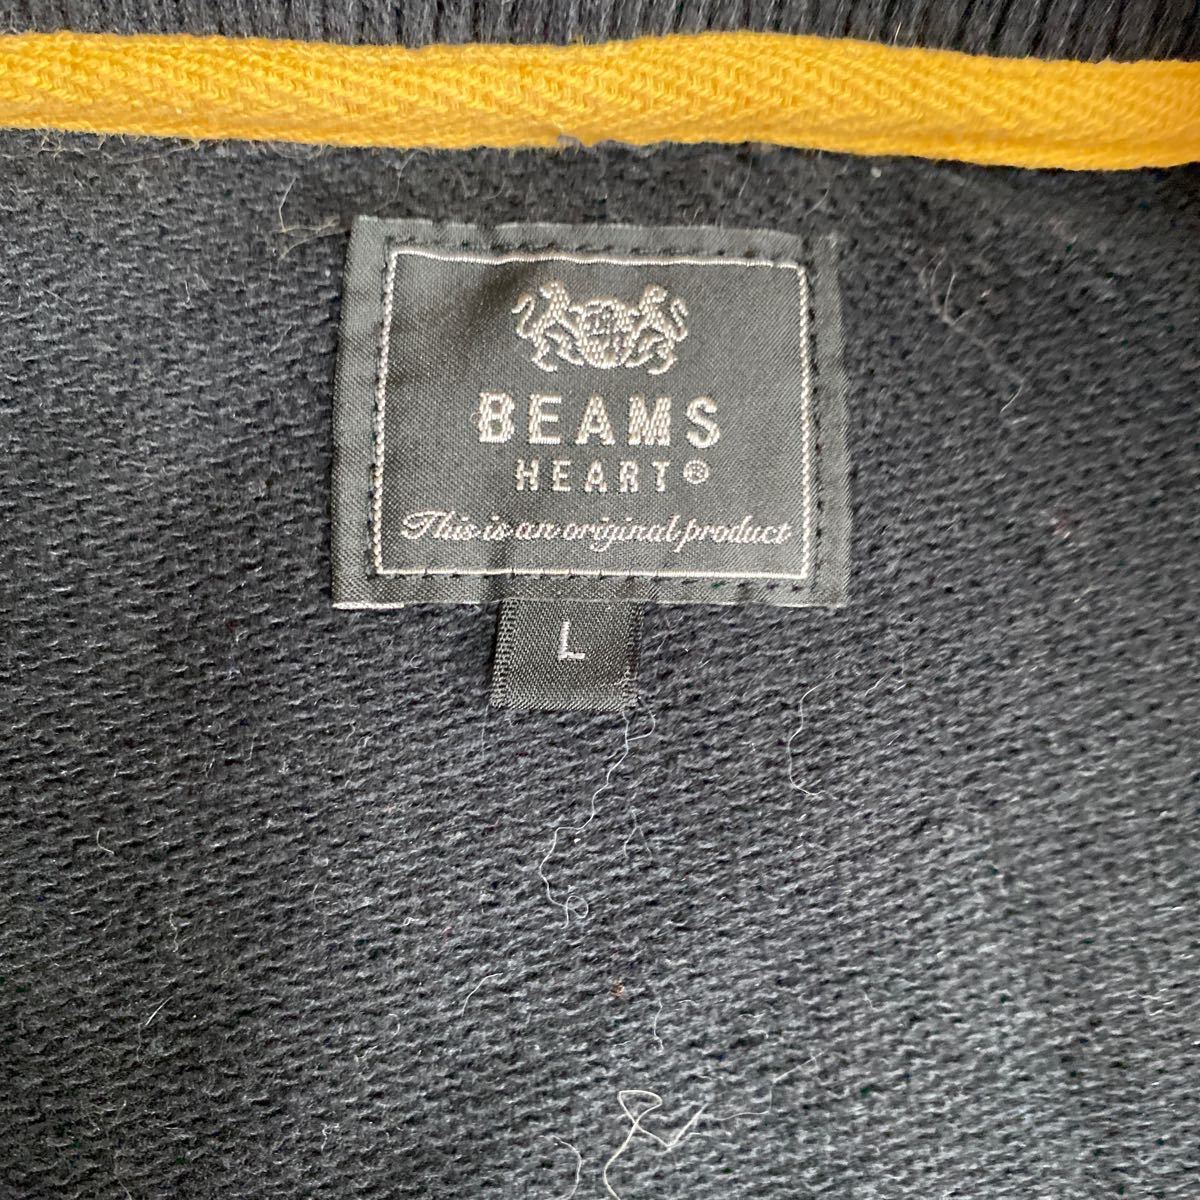 BEAMS
HEART®
This is an original product
L